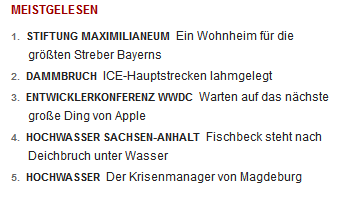 MEISTGELESEN
1. STIFTUNG MAXIMILIANEUM Ein Wohnheim für die
größten Streber Bayerns
2. DAMMBRUCH ICE-Hauptstrecken lahmgelegt
3. ENTWICKLERKONFERENZ WWDC Warten auf das nächste
große Ding von Apple
4. HOCHWASSER SACHSEN-ANHALT Fischbeck steht nach
Deichbruch unter Wasser
5. HOCHWASSER Der Krisenmanager von Magdeburg